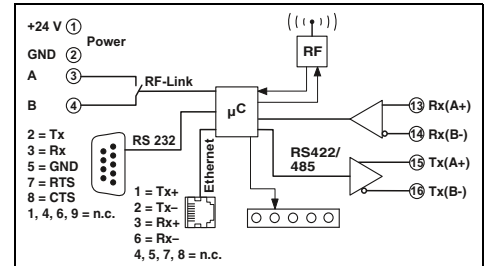 +24 V 1
Power
GND 2
A 3
RF-Link
B 4
RF
µC
13 Rx(A+)
14 Rx(B-)
RS422/
485
15 Tx(A+)
16 Tx(B-)
RS 232
2 = Tx
3 = Rx
5 = GND
7 = RTS
8 = CTS
1, 4, 6, 9 = n.c.
Ethernet
1 = Tx+
2 = Tx–
3 = Rx+
6 = Rx–
4, 5, 7, 8 = n.c.